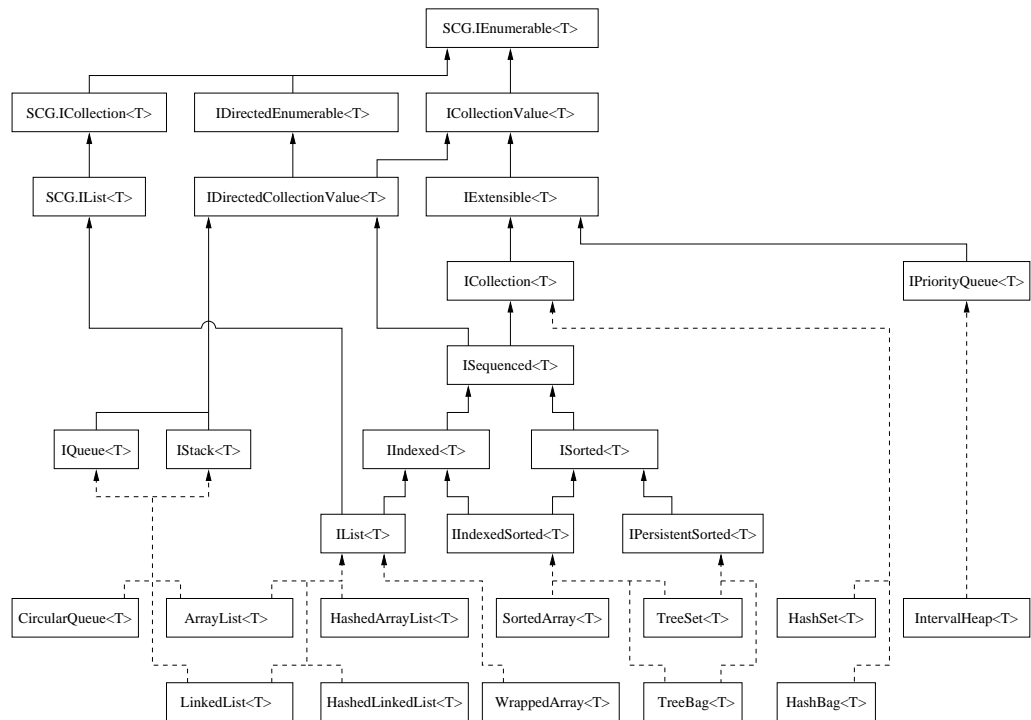 SCG.IEnumerable<T>
SCG.ICollection<T>
IDirectedEnumerable<T>
ICollectionValue<T>
SCG.IList<T>
IDirectedCollectionValue<T>
IExtensible<T>
ICollection<T>
IPriorityQueue<T>
ISequenced<T>
IQueue<T>
IStack<T>
IIndexed<T>
ISorted<T>
IList<T>
IIndexedSorted<T>
IPersistentSorted<T>
CircularQueue<T>
ArrayList<T>
HashedArrayList<T>
SortedArray<T>
TreeSet<T>
HashSet<T>
IntervalHeap<T>
LinkedList<T>
HashedLinkedList<T>
WrappedArray<T>
TreeBag<T>
HashBag<T>